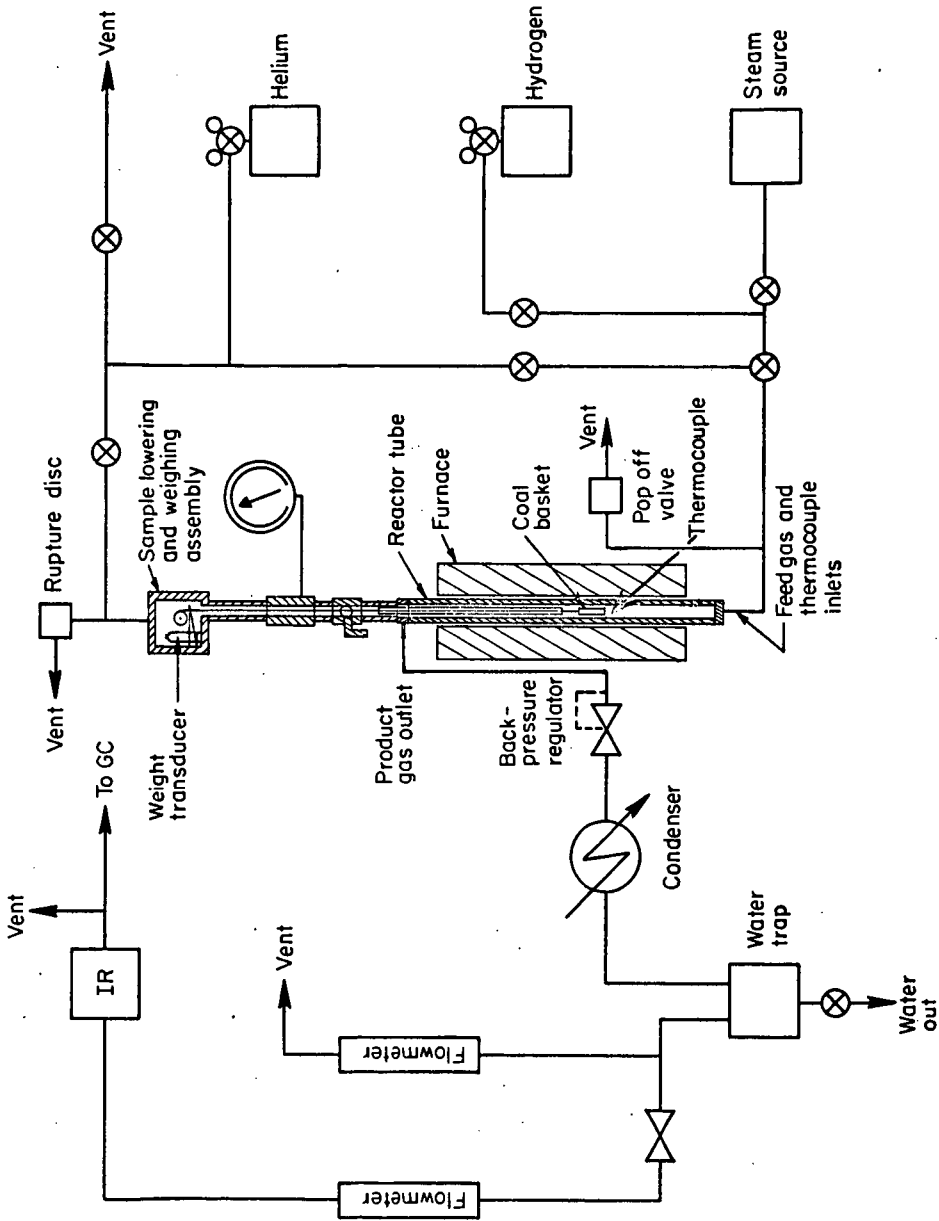 Vent
Rupture disc
Vent
Sample lowering
and weighing
assembly
Weight
transducer
Helium
Hydrogen
Steam
source
Reactor tube
Furnace
Coal
basket
Vent
Pop off
valve
Thermocouple
Feed gas and
thermocouple
inlets
Product
gas outlet
Back-
pressure
regulator
Condenser
Water
trap
Water
out
Vent
To GC
IR
Vent
Flowmeter
Flowmeter